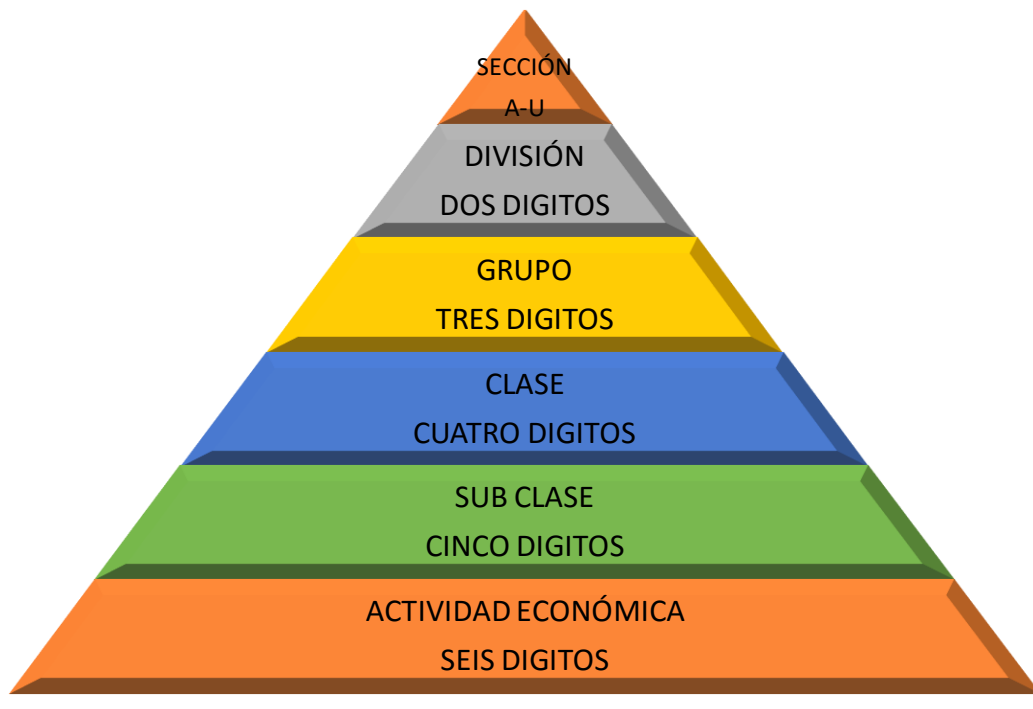 SECCIÓN
A-U
DIVISIÓN
DOS DIGITOS
GRUPO
TRES DIGITOS
CLASE
CUATRO DIGITOS
SUB CLASE
CINCO DIGITOS
ACTIVIDAD ECONÓMICA
SEIS DIGITOS